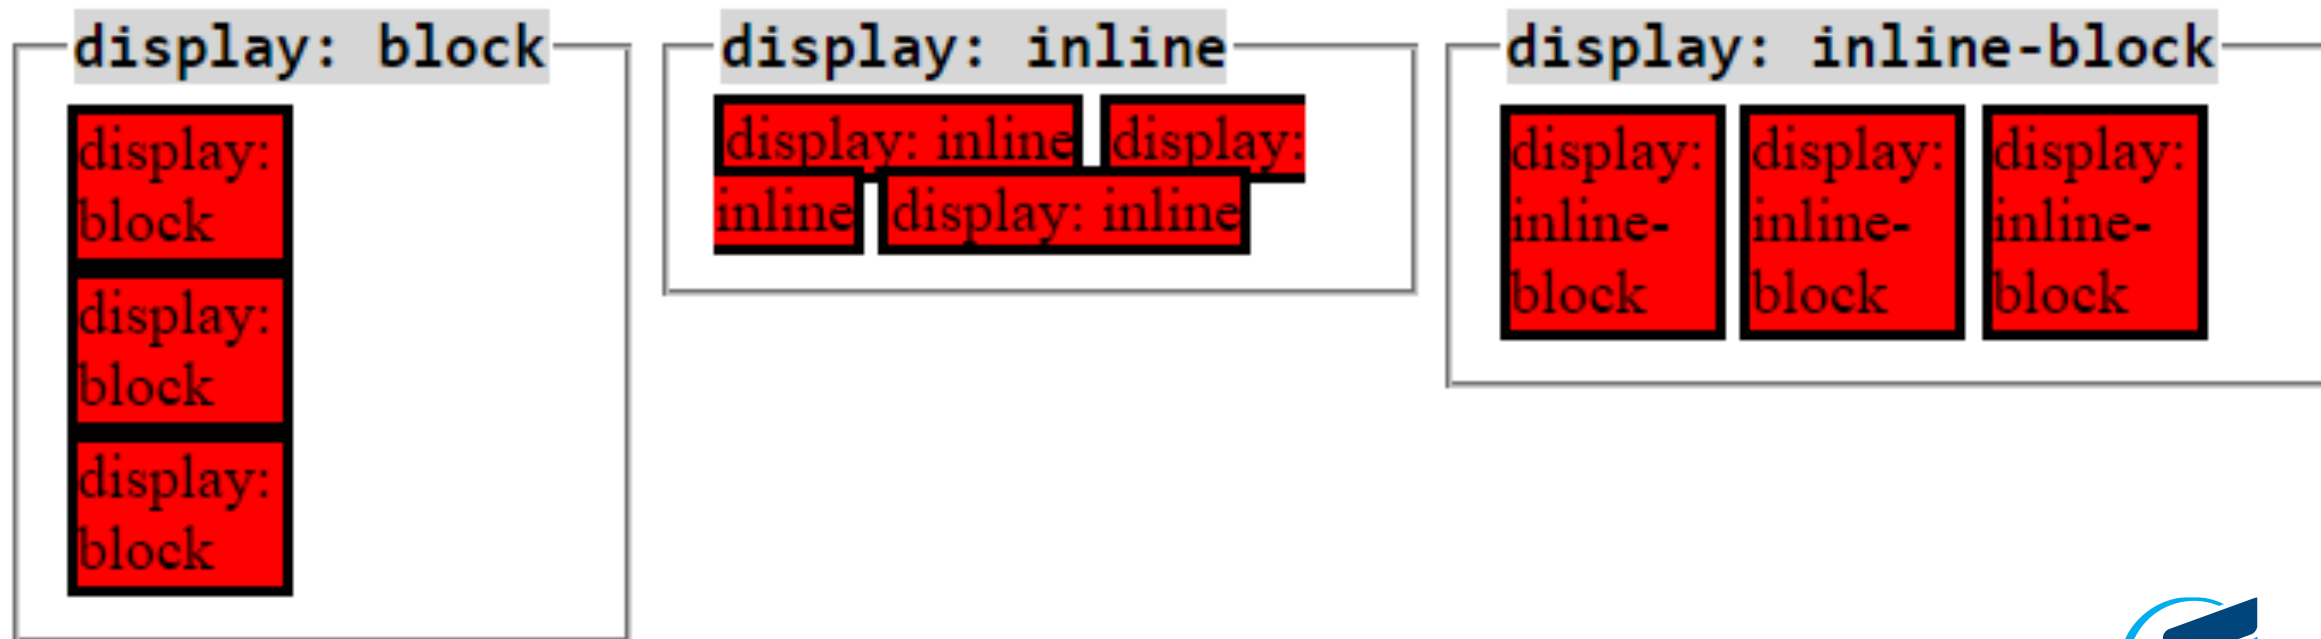 display: block
display:
block
display:
block
display:
block
display: inline
display: inline display:
inline display: inline
display: inline-block
display:
inline-
block
display:
inline-
block
display:
inline-
block